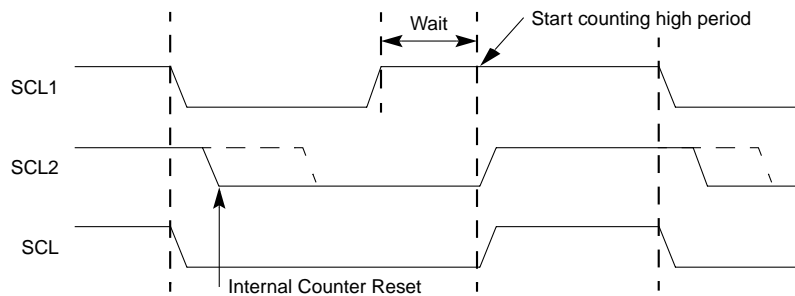 Wait
Start counting high period
SCL1
SCL2
SCL
Internal Counter Reset